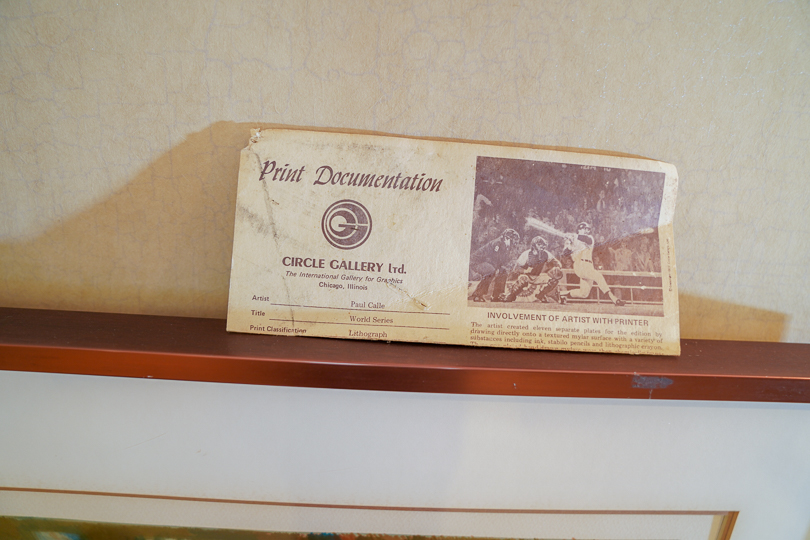 Print Documentation
CIRCLE GALLERY Ltd.
The International Gallery for Graphics
Chicago, Illinois
Artist Paul Calle
Title World Series
Print Classification Lithograph
INVOLVEMENT OF ARTIST WITH PRINTER
The artist created eleven separate plates for the edition by
drawing directly onto a textured mylar surface with a variety of
substances including ink, stabilo pencils and lithographic crayon.